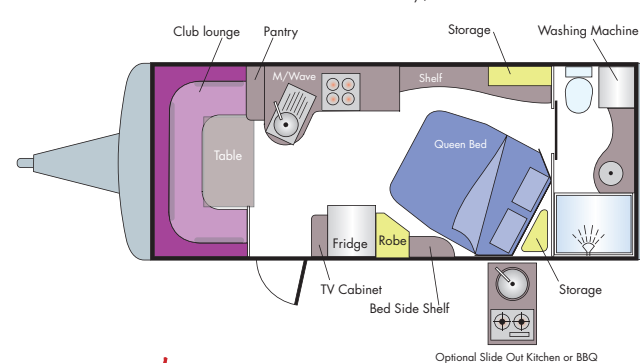 Club lounge
Pantry
Storage
Washing Machine
M/Wave
Shelf
Table
Queen Bed
Fridge
Robe
TV Cabinet
Bed Side Shelf
Storage
Optional Slide Out Kitchen or BBQ